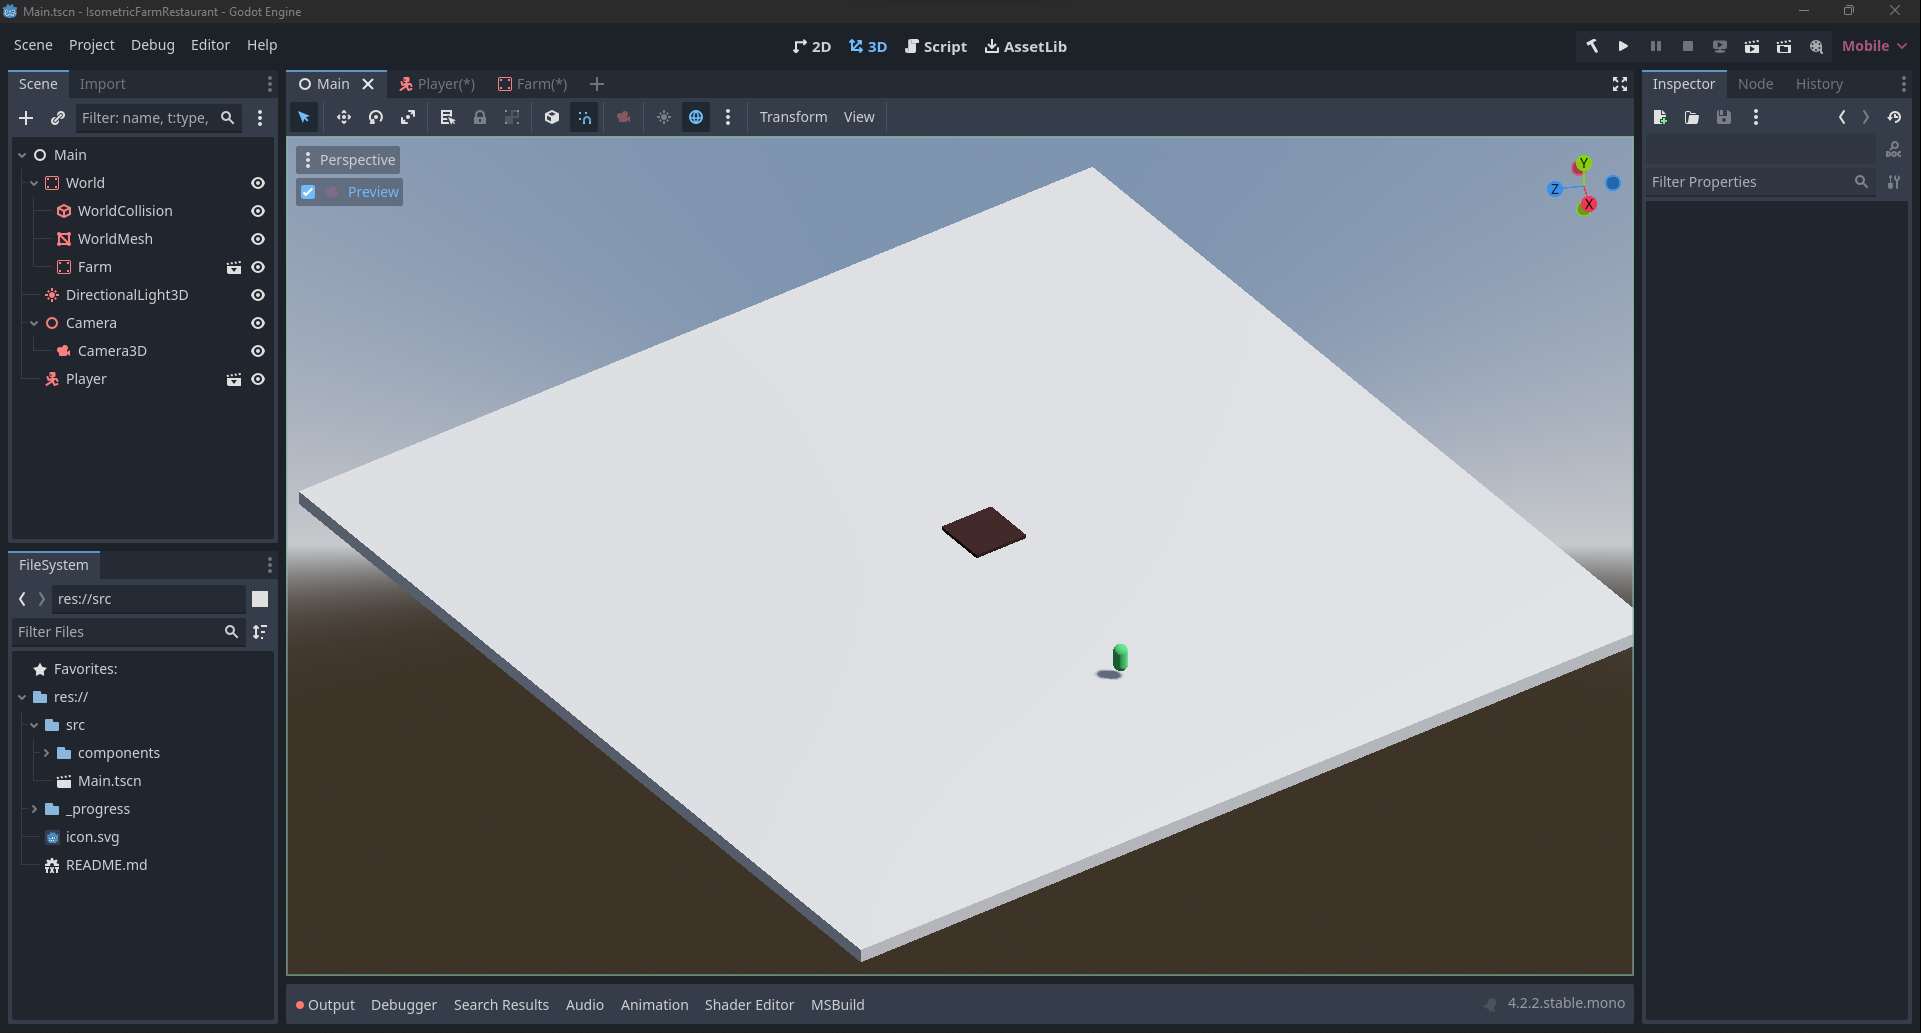 Main.tscn - IsometricFarmRestaurant - Godot Engine
Scene Project Debug Editor Help
2D 3D Script AssetLib
Mobile
Scene Import
Filter: name, t:type,
Main
World
WorldCollision
WorldMesh
Farm
DirectionalLight3D
Camera
Camera3D
Player
FileSystem
res://src
Filter Files
Favorites:
res://
src
components
Main.tscn
_progress
icon.svg
TXT README.md
Main Player(*) Farm(*)
Transform View
Perspective
Preview
Y
Z
X
Output Debugger Search Results Audio Animation Shader Editor MSBuild
4.2.2.stable.mono
Inspector Node History
DOC
Filter Properties